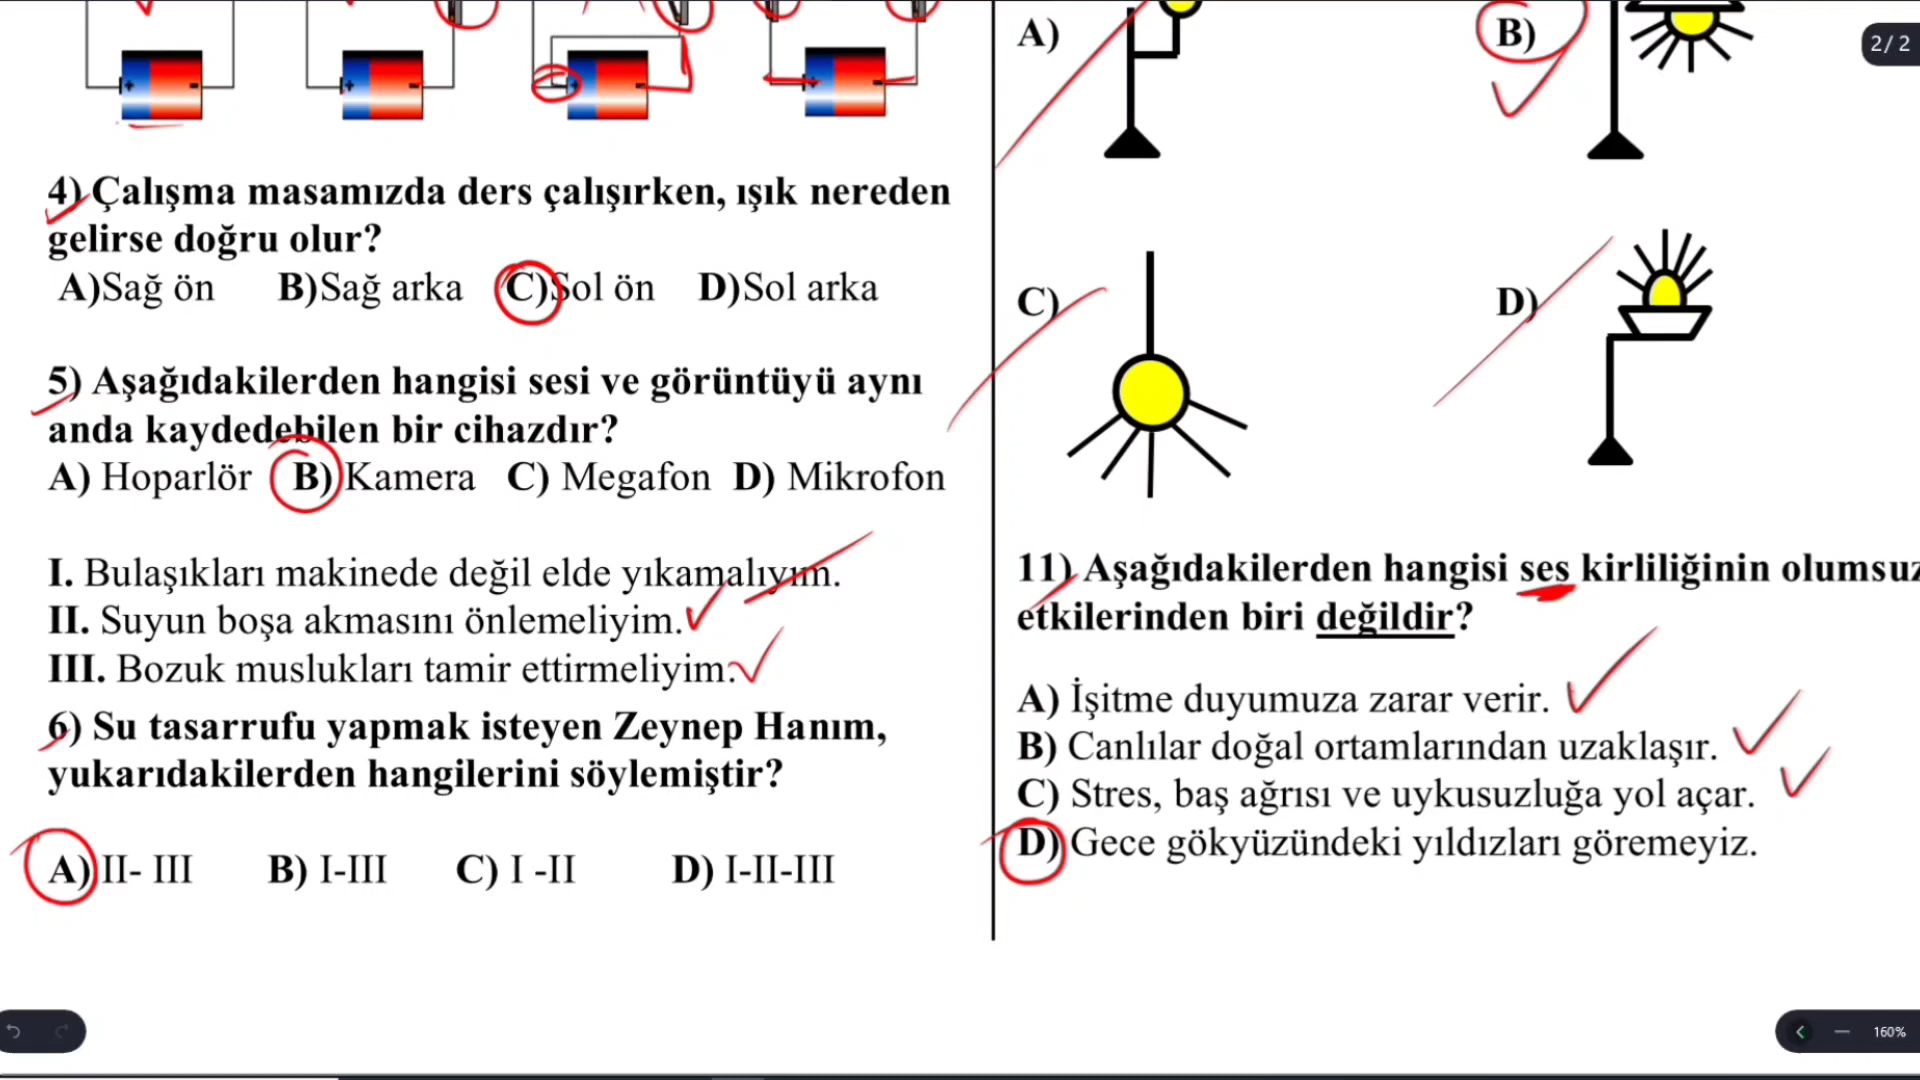 4) Çalışma masamızda ders çalışırken, ışık nereden
gelirse doğru olur?
A)Sağ ön B)Sağ arka C)Sol ön D)Sol arka
5) Aşağıdakilerden hangisi sesi ve görüntüyü aynı
anda kaydedebilen bir cihazdır?
A) Hoparlör B) Kamera C) Megafon D) Mikrofon
I. Bulaşıkları makinede değil elde yıkamalıyım.
II. Suyun boşa akmasını önlemeliyim.
III. Bozuk muslukları tamir ettirmeliyim.
6) Su tasarrufu yapmak isteyen Zeynep Hanım,
yukarıdakilerden hangilerini söylemiştir?
A) II- III B) I-III C) I -II D) I-II-III
A)
B)
C)
D)
11) Aşağıdakilerden hangisi ses kirliliğinin olumsuz
etkilerinden biri değildir?
A) İşitme duyumuza zarar verir.
B) Canlılar doğal ortamlarından uzaklaşır.
C) Stres, baş ağrısı ve uykusuzluğa yol açar.
D) Gece gökyüzündeki yıldızları göremeyiz.
2/2
160%